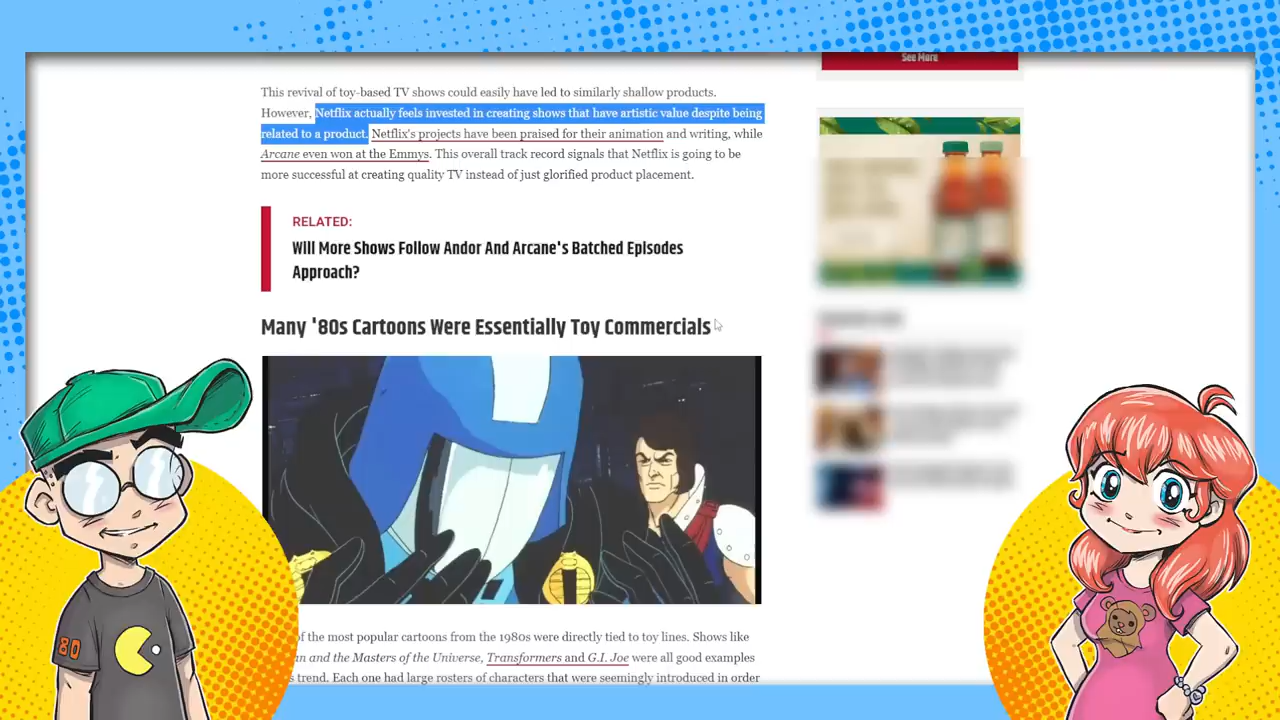 See More
This revival of toy-based TV shows could easily have led to similarly shallow products.
However, Netflix actually feels invested in creating shows that have artistic value despite being
related to a product. Netflix's projects have been praised for their animation and writing, while
Arcane even won at the Emmys. This overall track record signals that Netflix is going to be
more successful at creating quality TV instead of just glorified product placement.
RELATED:
Will More Shows Follow Andor And Arcane's Batched Episodes
Approach?
Many '80s Cartoons Were Essentially Toy Commercials
of the most popular cartoons from the 1980s were directly tied to toy lines. Shows like
and the Masters of the Universe, Transformers and G.I. Joe were all good examples
trend. Each one had large rosters of characters that were seemingly introduced in order
80